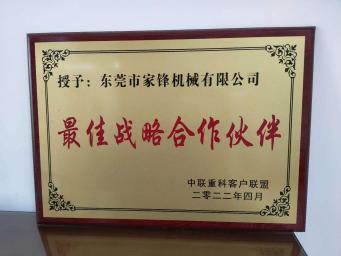 授予：东莞市家锋机械有限公司
最佳战略合作伙伴
中联重科客户联盟
二零二二年四月